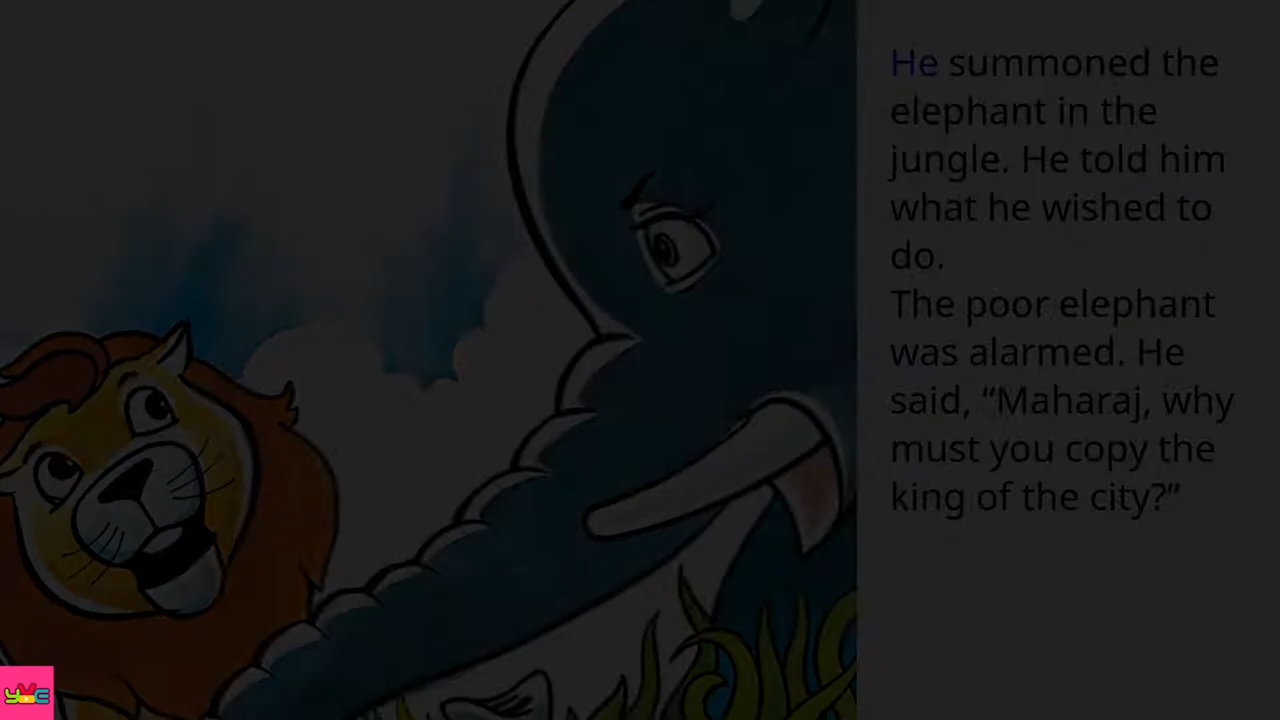 He summoned the
elephant in the
jungle. He told him
what he wished to
do.
The poor elephant
was alarmed. He
said, “Maharaj, why
must you copy the
king of the city?”